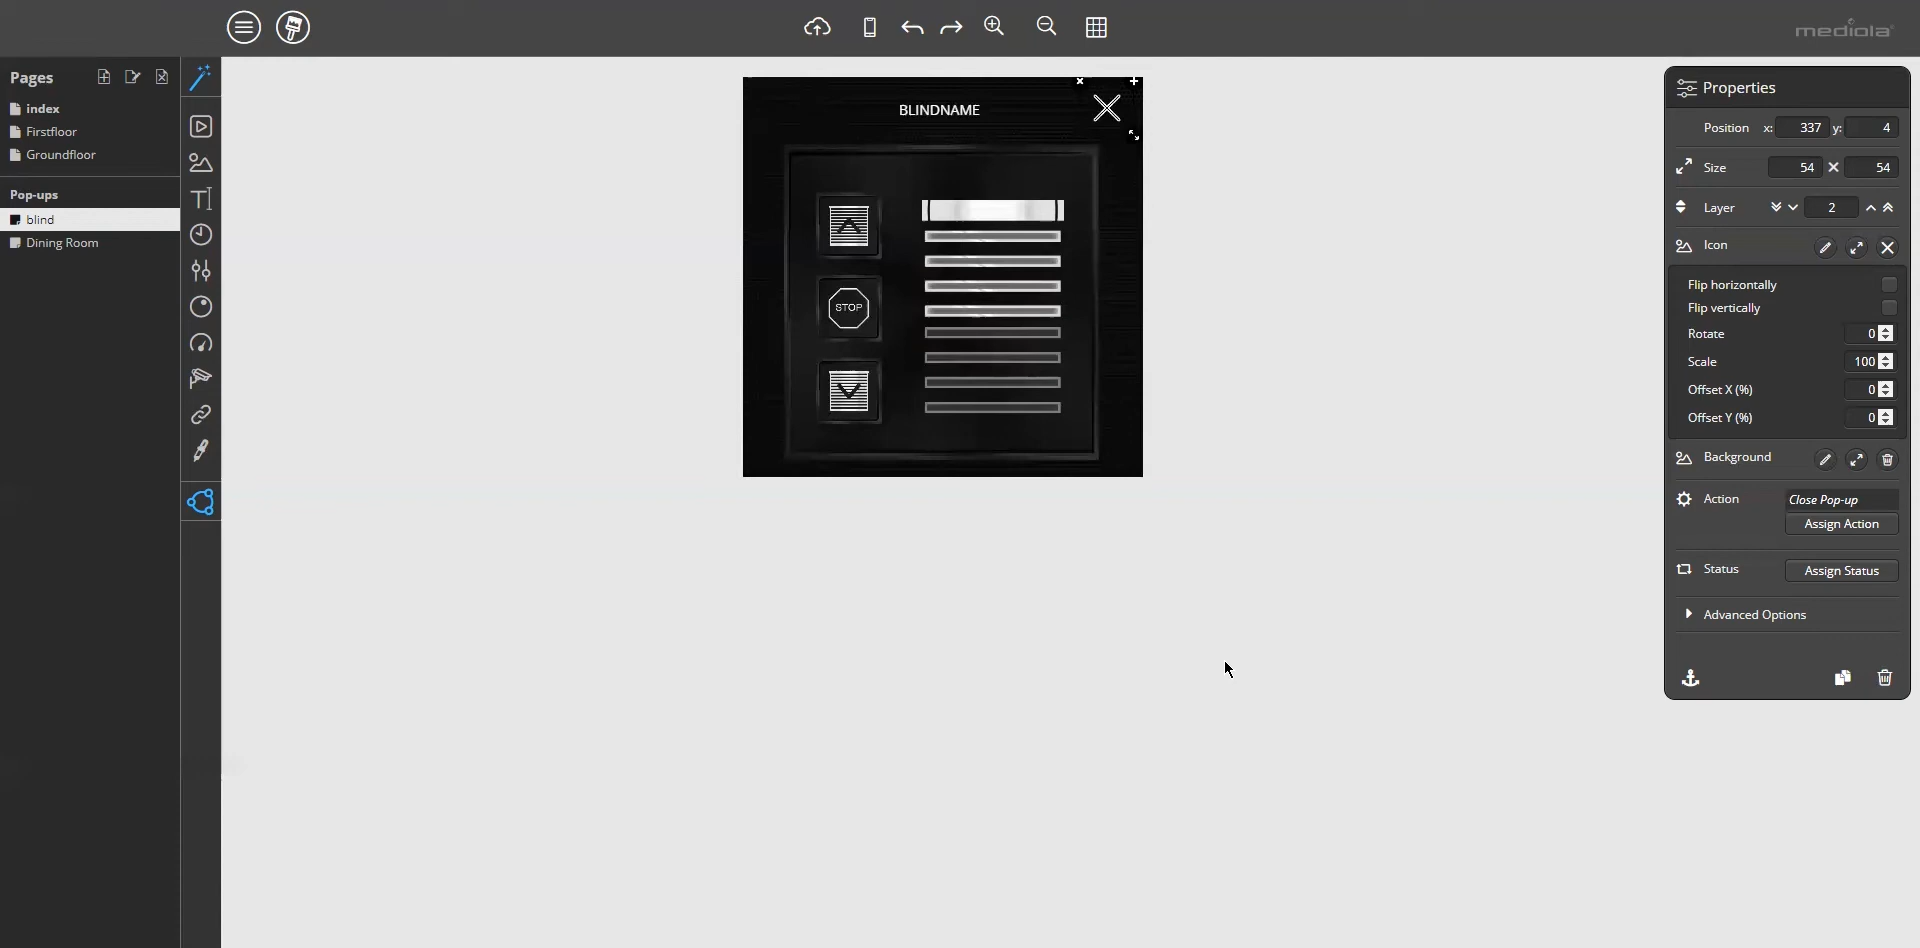 mediola
Pages
index
Firstfloor
Groundfloor
Pop-ups
blind
Dining Room
BLINDNAME
STOP
Properties
Position x: 337 y: 4
Size 54 54
Layer 2
Icon
Flip horizontally
Flip vertically
Rotate 0
Scale 100
Offset X (%) 0
Offset Y (%) 0
Background
Action Close Pop-up
Assign Action
Status Assign Status
Advanced Options